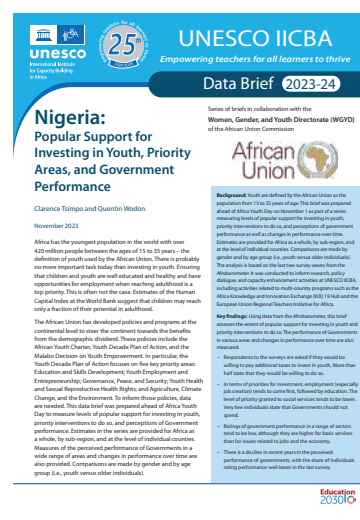 unesco
International Institute
for Capacity Building
in Africa
IICBA
Empowering teachers for all learners to thrive
25th
UNESCO IICBA
Empowering teachers for all learners to thrive
Data Brief 2023-24
Nigeria:
Popular Support for
Investing in Youth, Priority
Areas, and Government
Performance
Clarence Tsimpo and Quentin Wodon
November 2023
Africa has the youngest population in the world with over
420 million people between the ages of 15 to 35 years – the
definition of youth used by the African Union. There is probably
no more important task today than investing in youth. Ensuring
that children and youth are well educated and healthy and have
opportunities for employment when reaching adulthood is a
top priority. This is often not the case. Estimates of the Human
Capital Index at the World Bank suggest that children may reach
only a fraction of their potential in adulthood.
The African Union has developed policies and programs at the
continental level to steer the continent towards the benefits
from the demographic dividend. These policies include the
African Youth Charter, Youth Decade Plan of Action, and the
Malabo Decision on Youth Empowerment. In particular, the
Youth Decade Plan of Action focuses on five key priority areas:
Education and Skills Development; Youth Employment and
Entrepreneurship; Governance, Peace, and Security; Youth Health
and Sexual Reproductive Health Rights; and Agriculture, Climate
Change, and the Environment. To inform those policies, data
are needed. This data brief was prepared ahead of Africa Youth
Day to measure levels of popular support for investing in youth,
priority interventions to do so, and perceptions of Government
performance. Estimates in the series are provided for Africa as
a whole, by sub-region, and at the level of individual countries.
Measures of the perceived performance of Governments in a
wide range of areas and changes in performance over time are
also provided. Comparisons are made by gender and by age
group (i.e., youth versus older individuals).
Series of briefs in collaboration with the
Women, Gender, and Youth Directorate (WGYD)
of the African Union Commission
African
Union
Background: Youth are defined by the African Union as the
population from 15 to 35 years of age. This brief was prepared
ahead of Africa Youth Day on November 1 as part of a series
measuring levels of popular support for investing in youth,
priority interventions to do so, and perceptions of government
performance as well as changes in performance over time.
Estimates are provided for Africa as a whole, by sub-region, and
at the level of individual counties. Comparisons are made by
gender and by age group (i.e., youth versus older individuals).
The analysis is based on the last two survey waves from the
Afrobarometer. It was conducted to inform research, policy
dialogue, and capacity enhancement activities at UNESCO IICBA,
including activities related to multi-country programs such as the
Africa Knowledge and Innovation Exchange (KIX) 19 Hub and the
European Union Regional Teachers Initiative for Africa.
Key findings: Using data from the Afrobarometer, this brief
assesses the extent of popular support for investing in youth and
priority interventions to do so. The performance of Governments
in various areas and changes in performance over time are also
measured.
• Respondents to the surveys are asked if they would be
willing to pay additional taxes to invest in youth. More than
half state that they would be willing to do so.
• In terms of priorities for investment, employment (especially
job creation) tends to come first, followed by education. The
level of priority granted to social services tends to be lower.
Very few individuals state that Governments should not
spend.
• Ratings of government performance in a range of sectors
tend to be low, although they are higher for basic services
than for issues related to jobs and the economy.
• There is a decline in recent years in the perceived
performance of governments, with the share of individuals
rating performance well lower in the last survey.
Education
2030